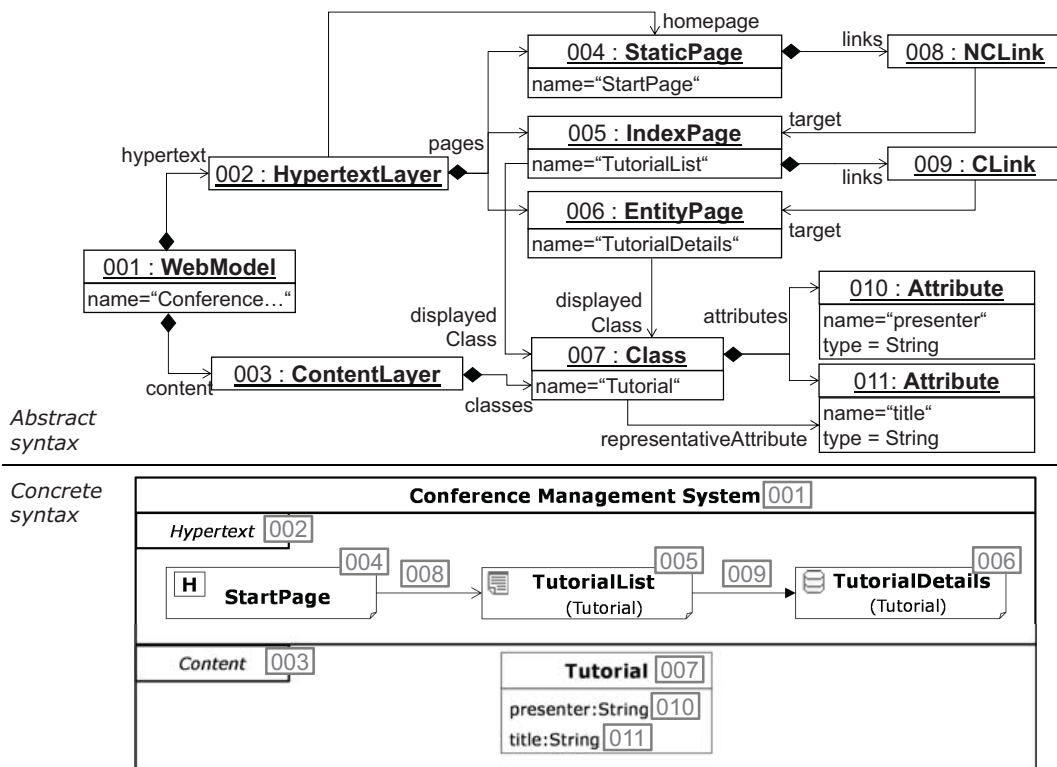 homepage
004 : StaticPage
name=“StartPage“
links
008 : NCLink
target
pages
005 : IndexPage
name=“TutorialList“
hypertext
002 : HypertextLayer
links
009 : CLink
006 : EntityPage
name=“TutorialDetails“
target
001 : WebModel
name=“Conference…“
displayed
Class
displayed
Class
attributes
010 : Attribute
name=“presenter“
type = String
007 : Class
name=“Tutorial“
content
003 : ContentLayer
classes
011: Attribute
name=“title“
type = String
representativeAttribute
Abstract
syntax
Concrete
syntax
Conference Management System 001
Hypertext 002
004
H
StartPage
008
005
TutorialList
(Tutorial)
009
006
TutorialDetails
(Tutorial)
Content 003
Tutorial 007
presenter:String 010
title:String 011